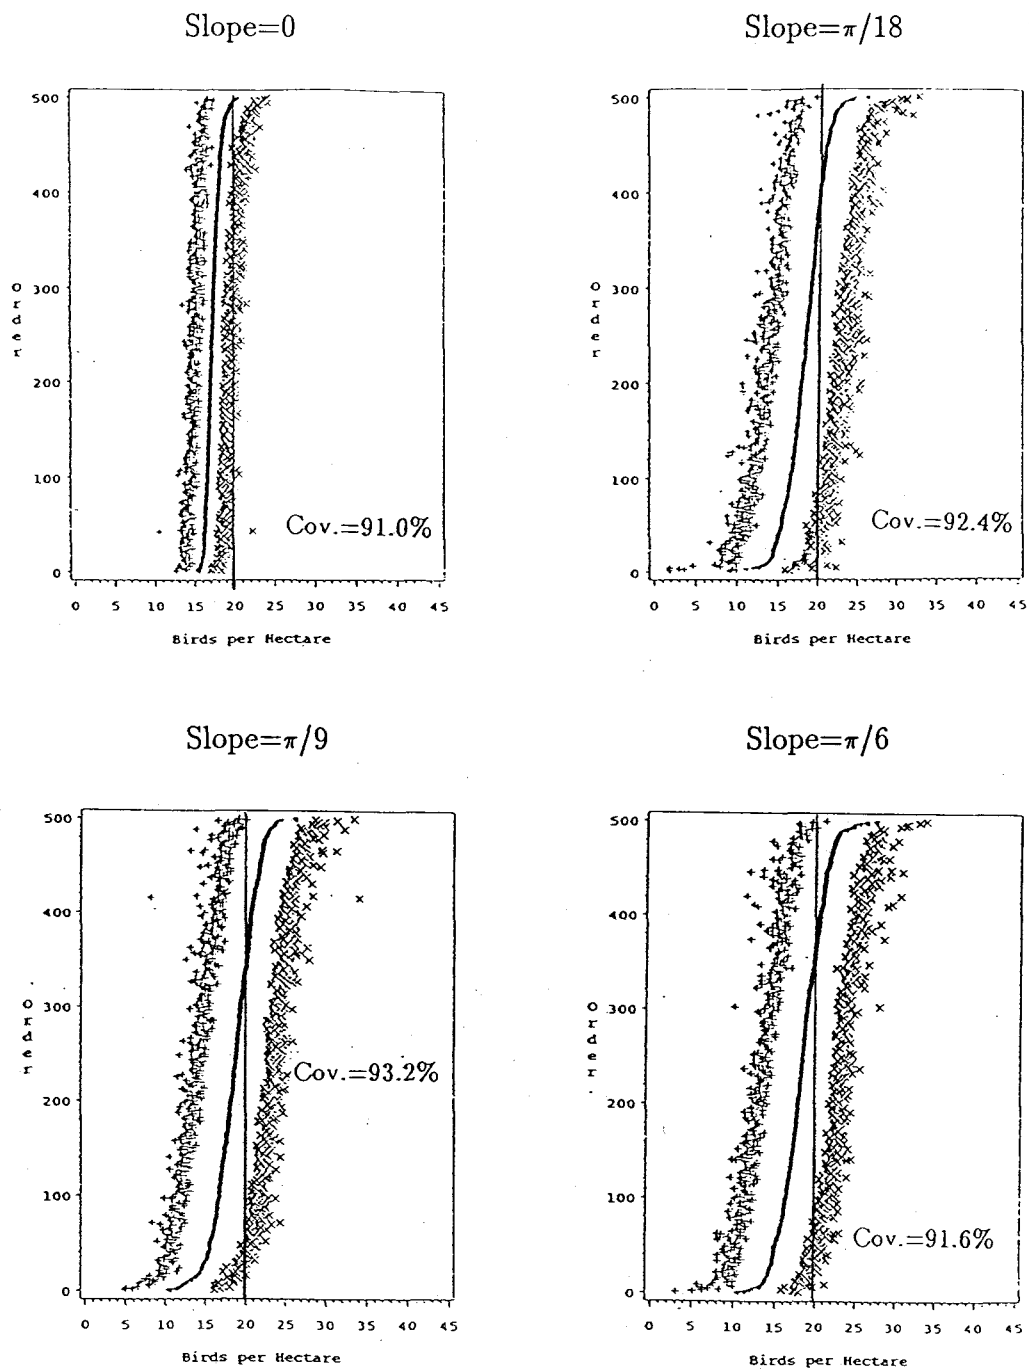 Slope=0
Slope=π/18
500
400
300
200
100
0
Order
Cov.=91.0%
0 5 10 15 20 25 30 35 40 45
Birds per Hectare
500
400
300
200
100
0
Order
Cov.=92.4%
0 5 10 15 20 25 30 35 40 45
Birds per Hectare
Slope=π/9
Slope=π/6
500
400
300
200
100
0
Order
Cov.=93.2%
0 5 10 15 20 25 30 35 40 45
Birds per Hectare
500
400
300
200
100
0
Order
Cov.=91.6%
0 5 10 15 20 25 30 35 40 45
Birds per Hectare